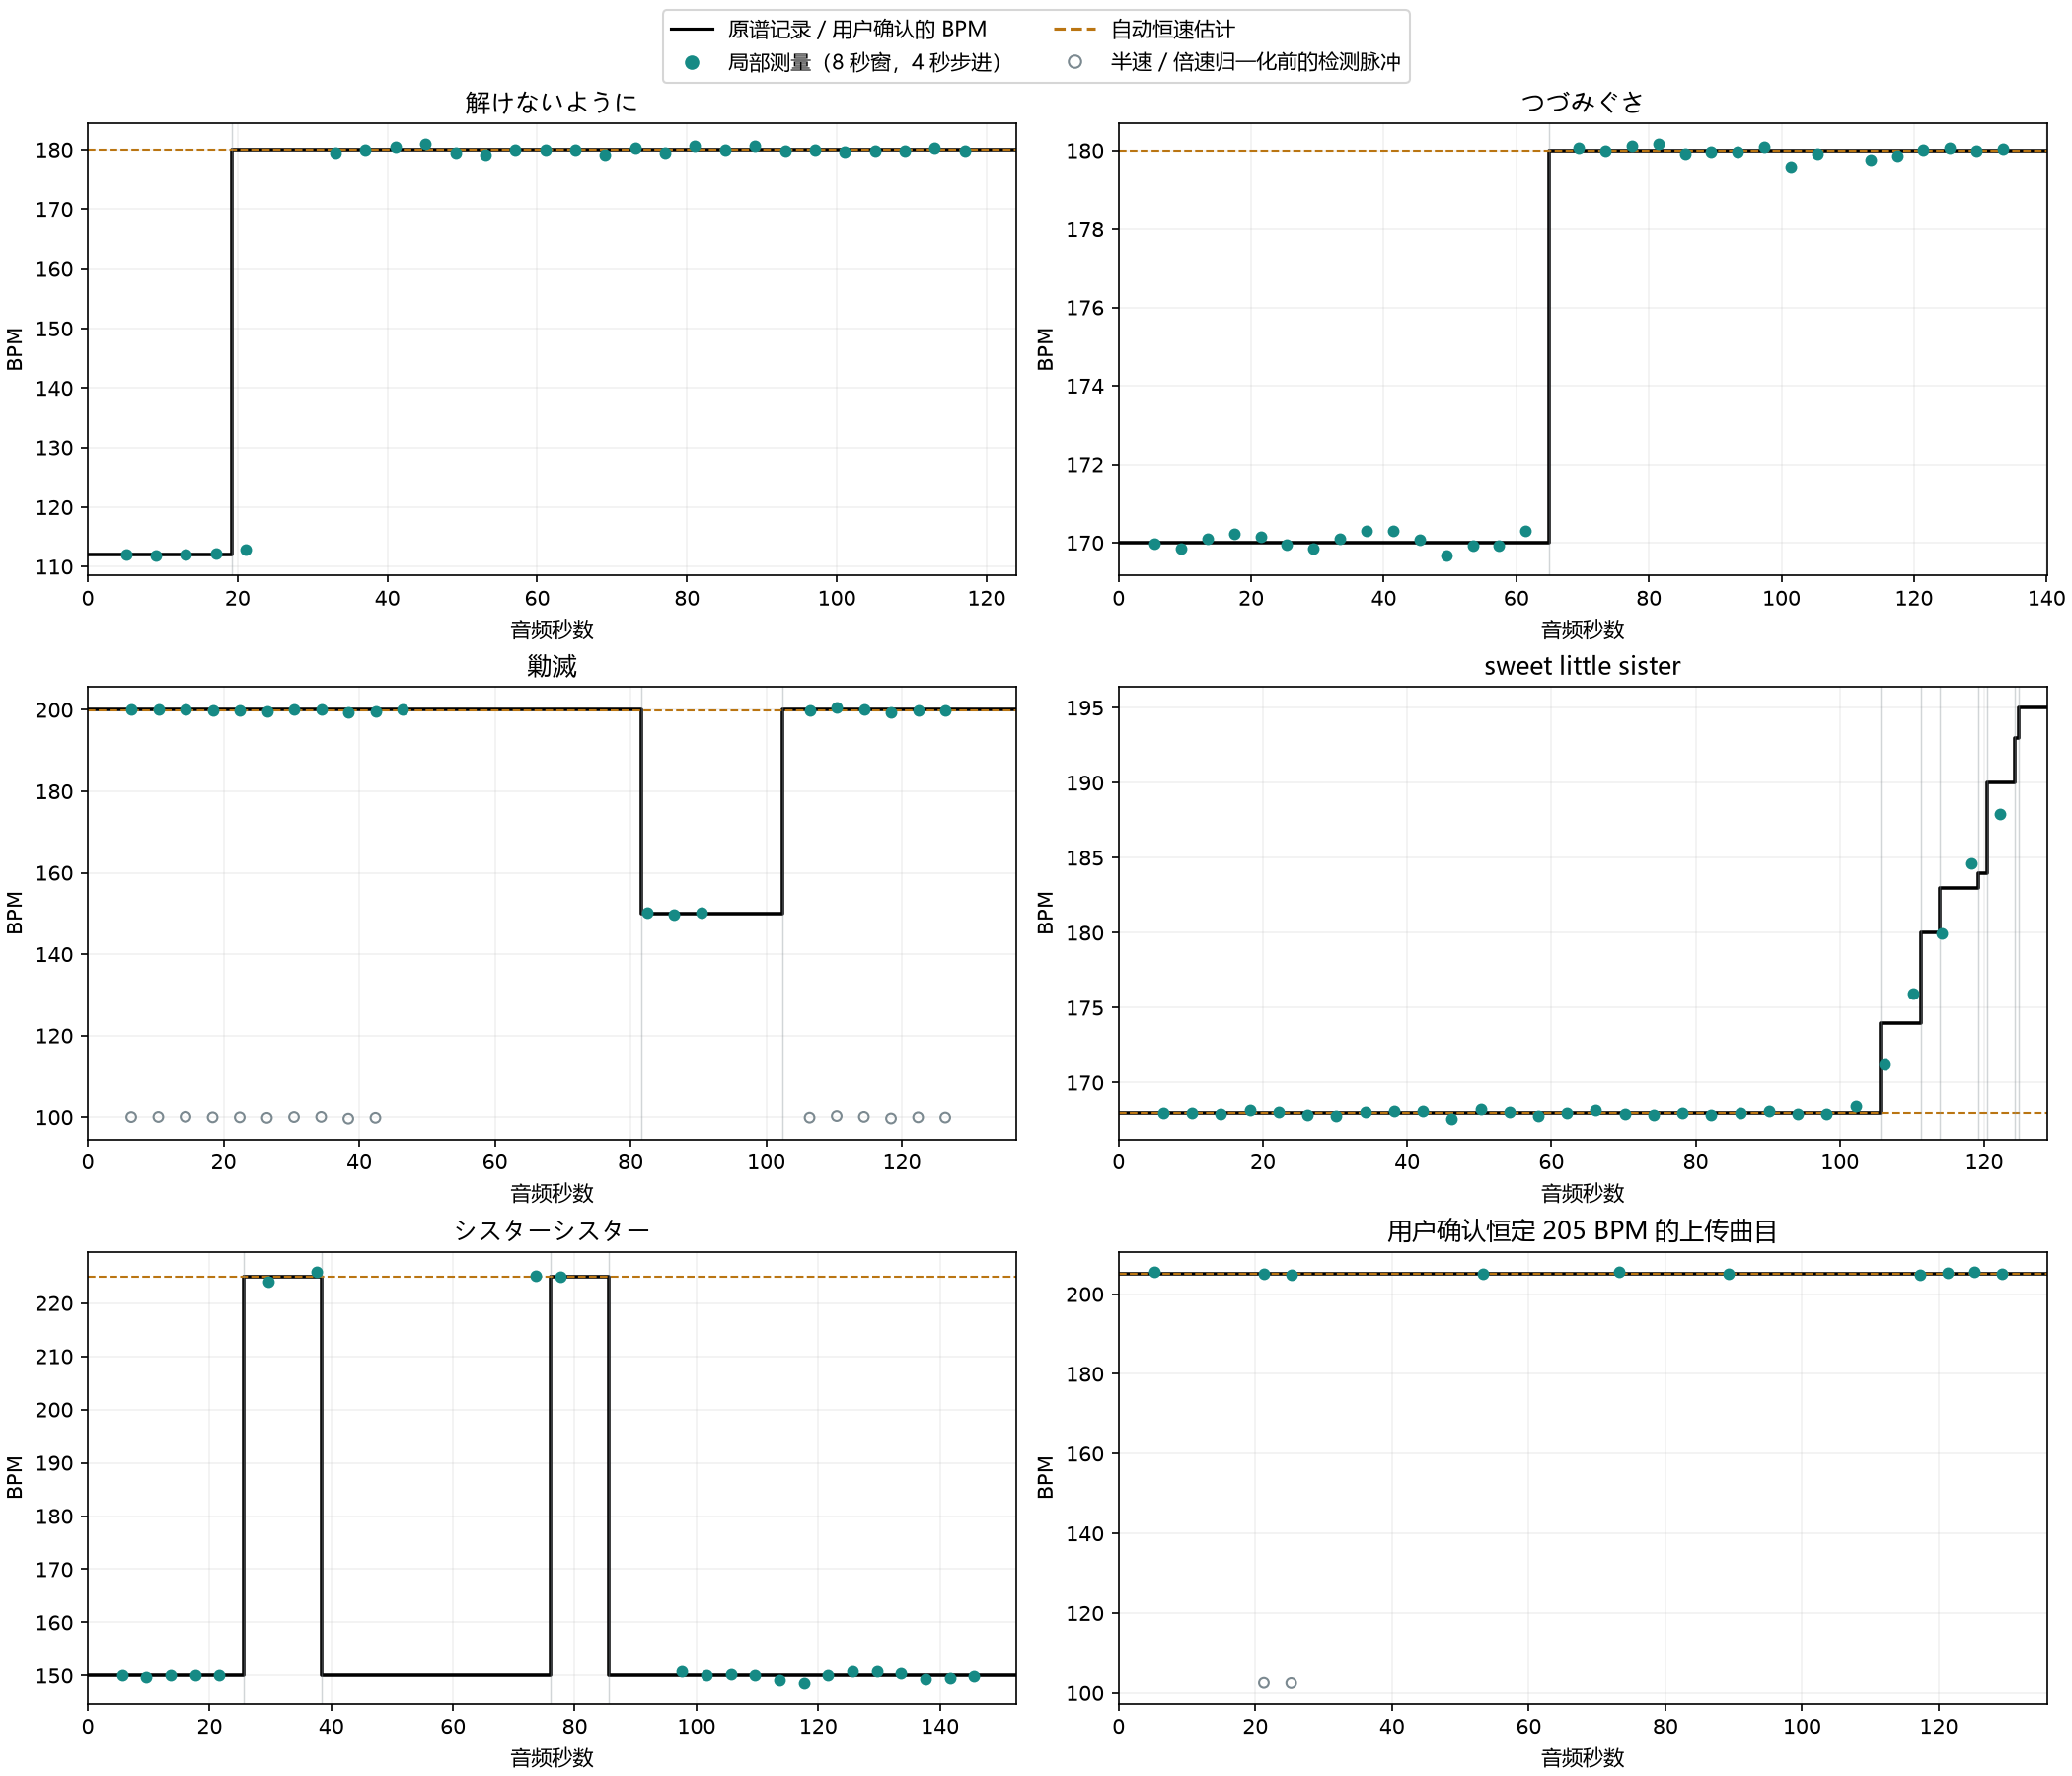 原谱记录 / 用户确认的 BPM
自动恒速估计
局部测量（8 秒窗，4 秒步进）
半速 / 倍速归一化前的检测脉冲
解けないように
180
170
160
150
140
130
120
110
BPM
0 20 40 60 80 100 120
音频秒数
つづみぐさ
180
178
176
174
172
170
BPM
0 20 40 60 80 100 120 140
音频秒数
勦滅
200
180
160
140
120
100
BPM
0 20 40 60 80 100 120
音频秒数
sweet little sister
195
190
185
180
175
170
BPM
0 20 40 60 80 100 120
音频秒数
シスターシスター
220
210
200
190
180
170
160
150
BPM
0 20 40 60 80 100 120 140
音频秒数
用户确认恒定 205 BPM 的上传曲目
200
180
160
140
120
100
BPM
0 20 40 60 80 100 120
音频秒数